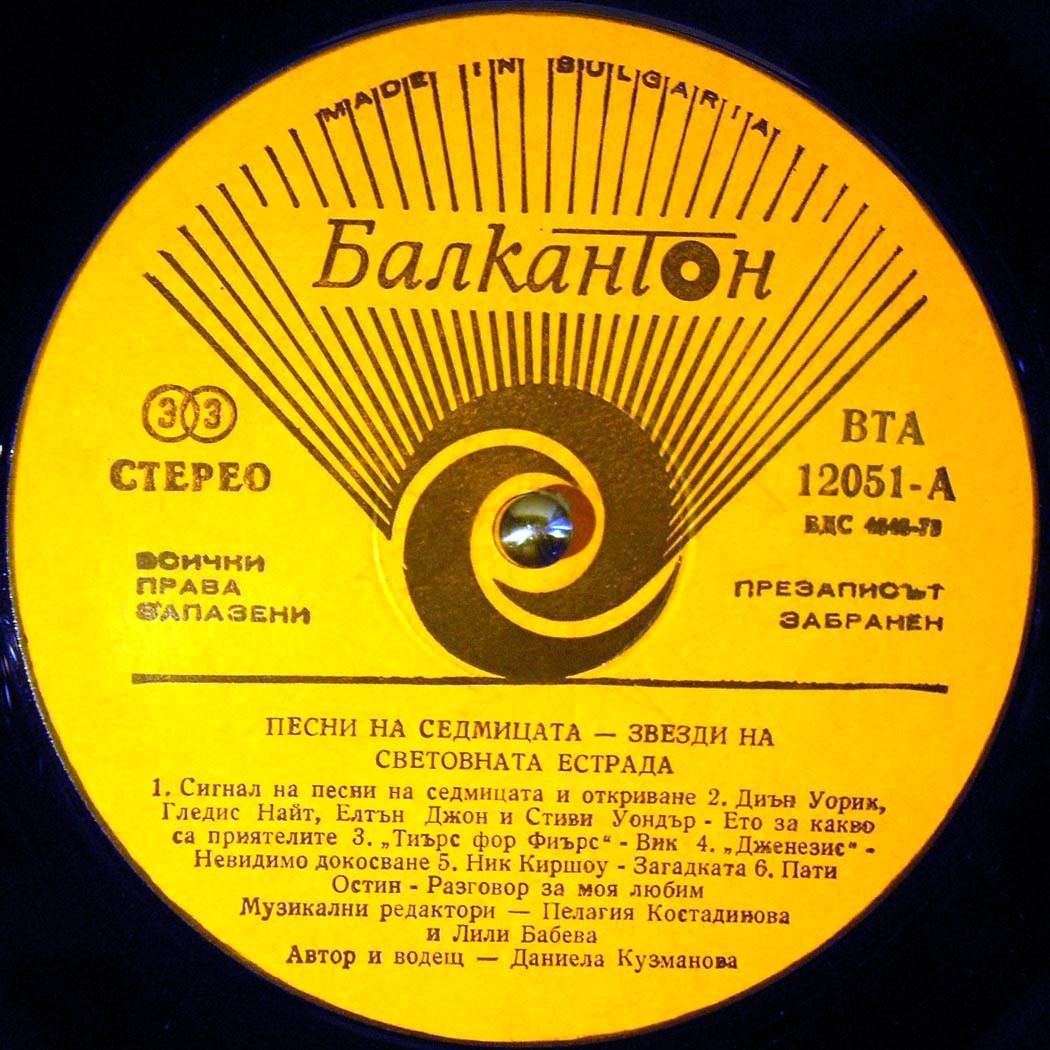 MADE IN BULGARIA
Балкантон
33
СТЕРЕО
ВТА
12051-А
БДС
ВСИЧКИ
ПРАВА
ЗАПАЗЕНИ
ПРЕЗАПИСЪТ
ЗАБРАНЕН
ПЕСНИ НА СЕДМИЦАТА — ЗВЕЗДИ НА
СВЕТОВНАТА ЕСТРАДА
1. Сигнал на песни на седмицата и откриване 2. Диън Уорик,
Гледис Найт, Елтън Джон и Стиви Уондър - Ето за какво
са приятелите 3. „Тиърс фор Фиърс“ - Вик 4. „Дженезис“ -
Невидимо докосване 5. Ник Киршоу - Загадката 6. Пати
Остин - Разговор за моя любим
Музикални редактори — Пелагия Костадинова
и Лили Бабева
Автор и водещ — Даниела Кузманова